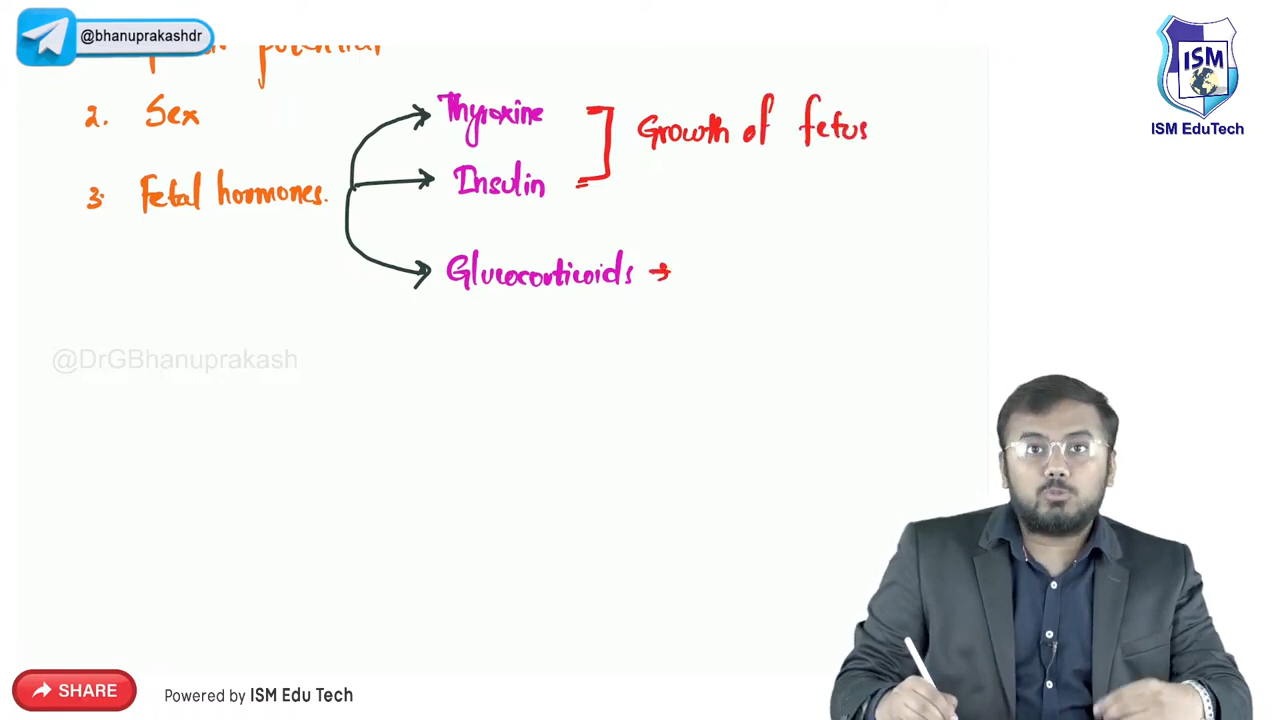 @bhanuprakashdr
potential
ISM
ISM EduTech
2. Sex
3. Fetal hormones.
Thyroxine
Insulin
Growth of fetus
Glucocorticoids →
@DrGBhanuprakash
SHARE
Powered by ISM Edu Tech